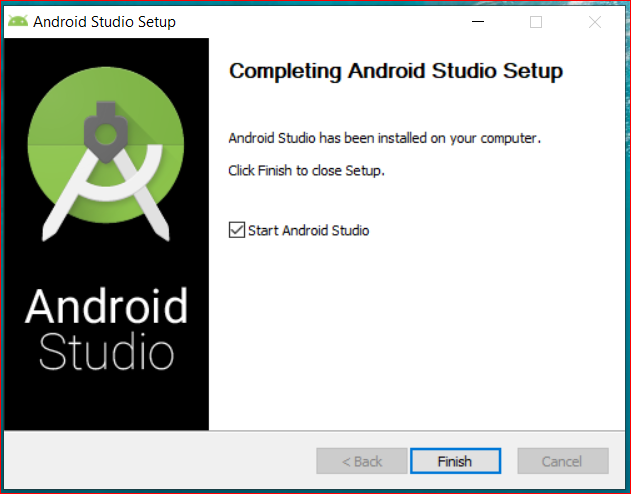 Android Studio Setup
Completing Android Studio Setup
Android Studio has been installed on your computer.
Click Finish to close Setup.
Start Android Studio
Android
Studio
< Back
Finish
Cancel